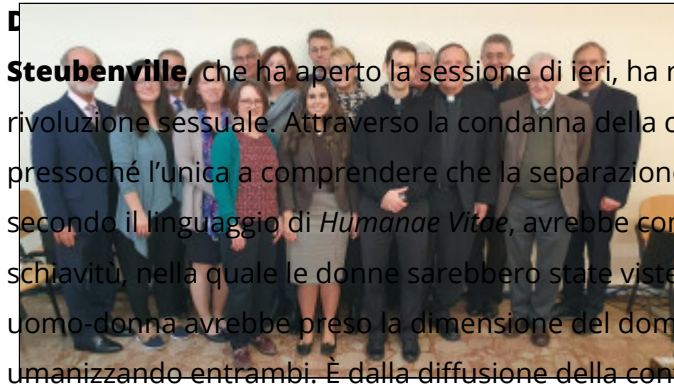 D
Steubenville, che ha aperto la sessione di ieri, ha r
rivoluzione sessuale. Attraverso la condanna della c
pressoché l’unica a comprendere che la separazione
secondo il linguaggio di Humanae Vitae, avrebbe con
schiavitù, nella quale le donne sarebbero state viste
uomo-donna avrebbe preso la dimensione del dom
umanizzando entrambi. È dalla diffusione della con